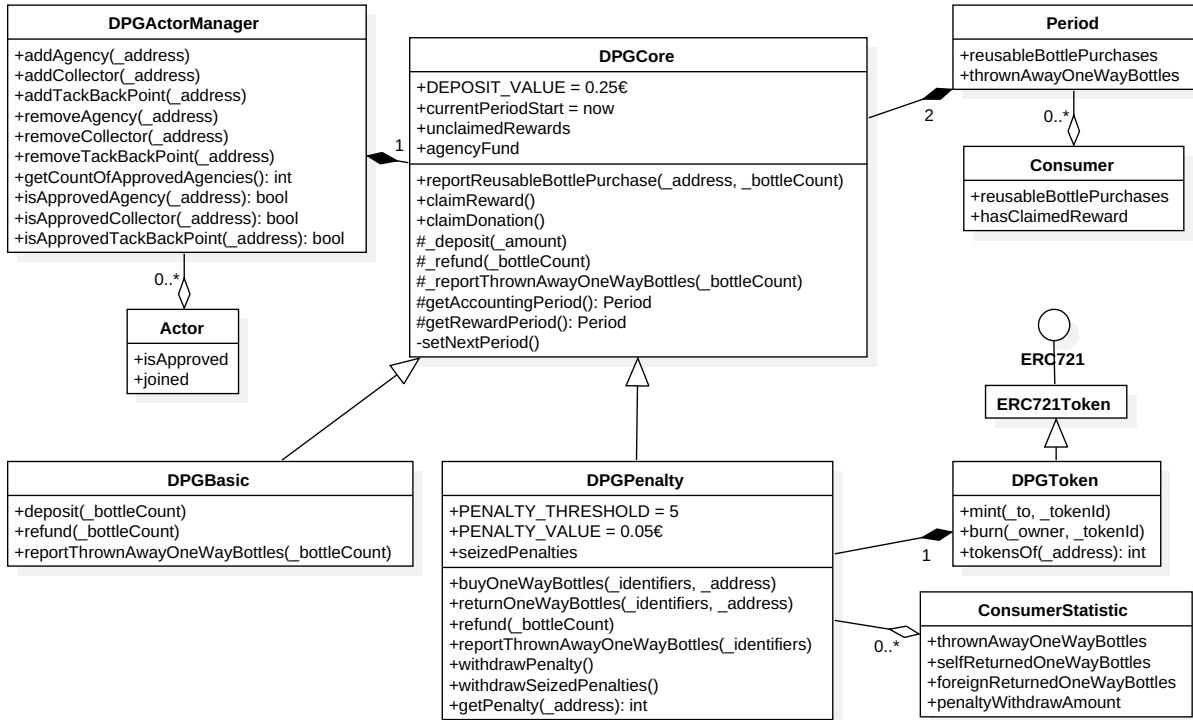 DPGActorManager
+addAgency(_address)
+addCollector(_address)
+addTackBackPoint(_address)
+removeAgency(_address)
+removeCollector(_address)
+removeTackBackPoint(_address)
+getCountOfApprovedAgencies(): int
+isApprovedAgency(_address): bool
+isApprovedCollector(_address): bool
+isApprovedTackBackPoint(_address): bool
1
0..*
Actor
+isApproved
+joined
DPGCore
+DEPOSIT_VALUE = 0.25€
+currentPeriodStart = now
+unclaimedRewards
+agencyFund
+reportReusableBottlePurchase(_address, _bottleCount)
+claimReward()
+claimDonation()
#_deposit(_amount)
#_refund(_bottleCount)
#_reportThrownAwayOneWayBottles(_bottleCount)
#getAccountingPeriod(): Period
#getRewardPeriod(): Period
-setNextPeriod()
2
Period
+reusableBottlePurchases
+thrownAwayOneWayBottles
0..*
Consumer
+reusableBottlePurchases
+hasClaimedReward
ERC721
ERC721Token
DPGBasic
+deposit(_bottleCount)
+refund(_bottleCount)
+reportThrownAwayOneWayBottles(_bottleCount)
DPGPenalty
+PENALTY_THRESHOLD = 5
+PENALTY_VALUE = 0.05€
+seizedPenalties
+buyOneWayBottles(_identifiers, _address)
+returnOneWayBottles(_identifiers, _address)
+refund(_bottleCount)
+reportThrownAwayOneWayBottles(_identifiers)
+withdrawPenalty()
+withdrawSeizedPenalties()
+getPenalty(_address): int
DPGToken
+mint(_to, _tokenId)
+burn(_owner, _tokenId)
+tokensOf(_address): int
1
0..*
ConsumerStatistic
+thrownAwayOneWayBottles
+selfReturnedOneWayBottles
+foreignReturnedOneWayBottles
+penaltyWithdrawAmount